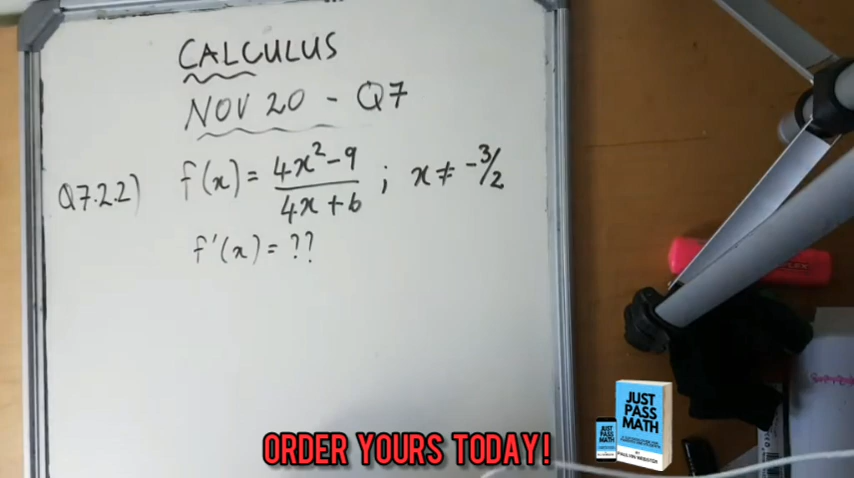 CALCULUS
NOV 20 - Q7
Q7.2.2) f(x) = 4x²-9 / 4x+6 ; x ≠ -3/2
f'(x) = ??
JUST
PASS
MATH
JUST
PASS
MATH
ORDER YOURS TODAY!